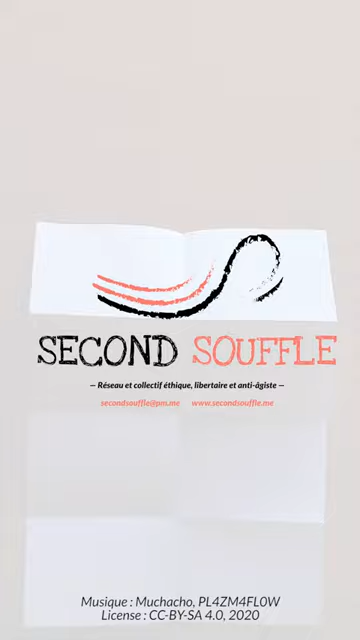 SECOND SOUFFLE
— Réseau et collectif éthique, libertaire et anti-âgiste —
secondsouffle@pm.me www.secondsouffle.me
Musique : Muchacho, PL4ZM4FL0W
License : CC-BY-SA 4.0, 2020